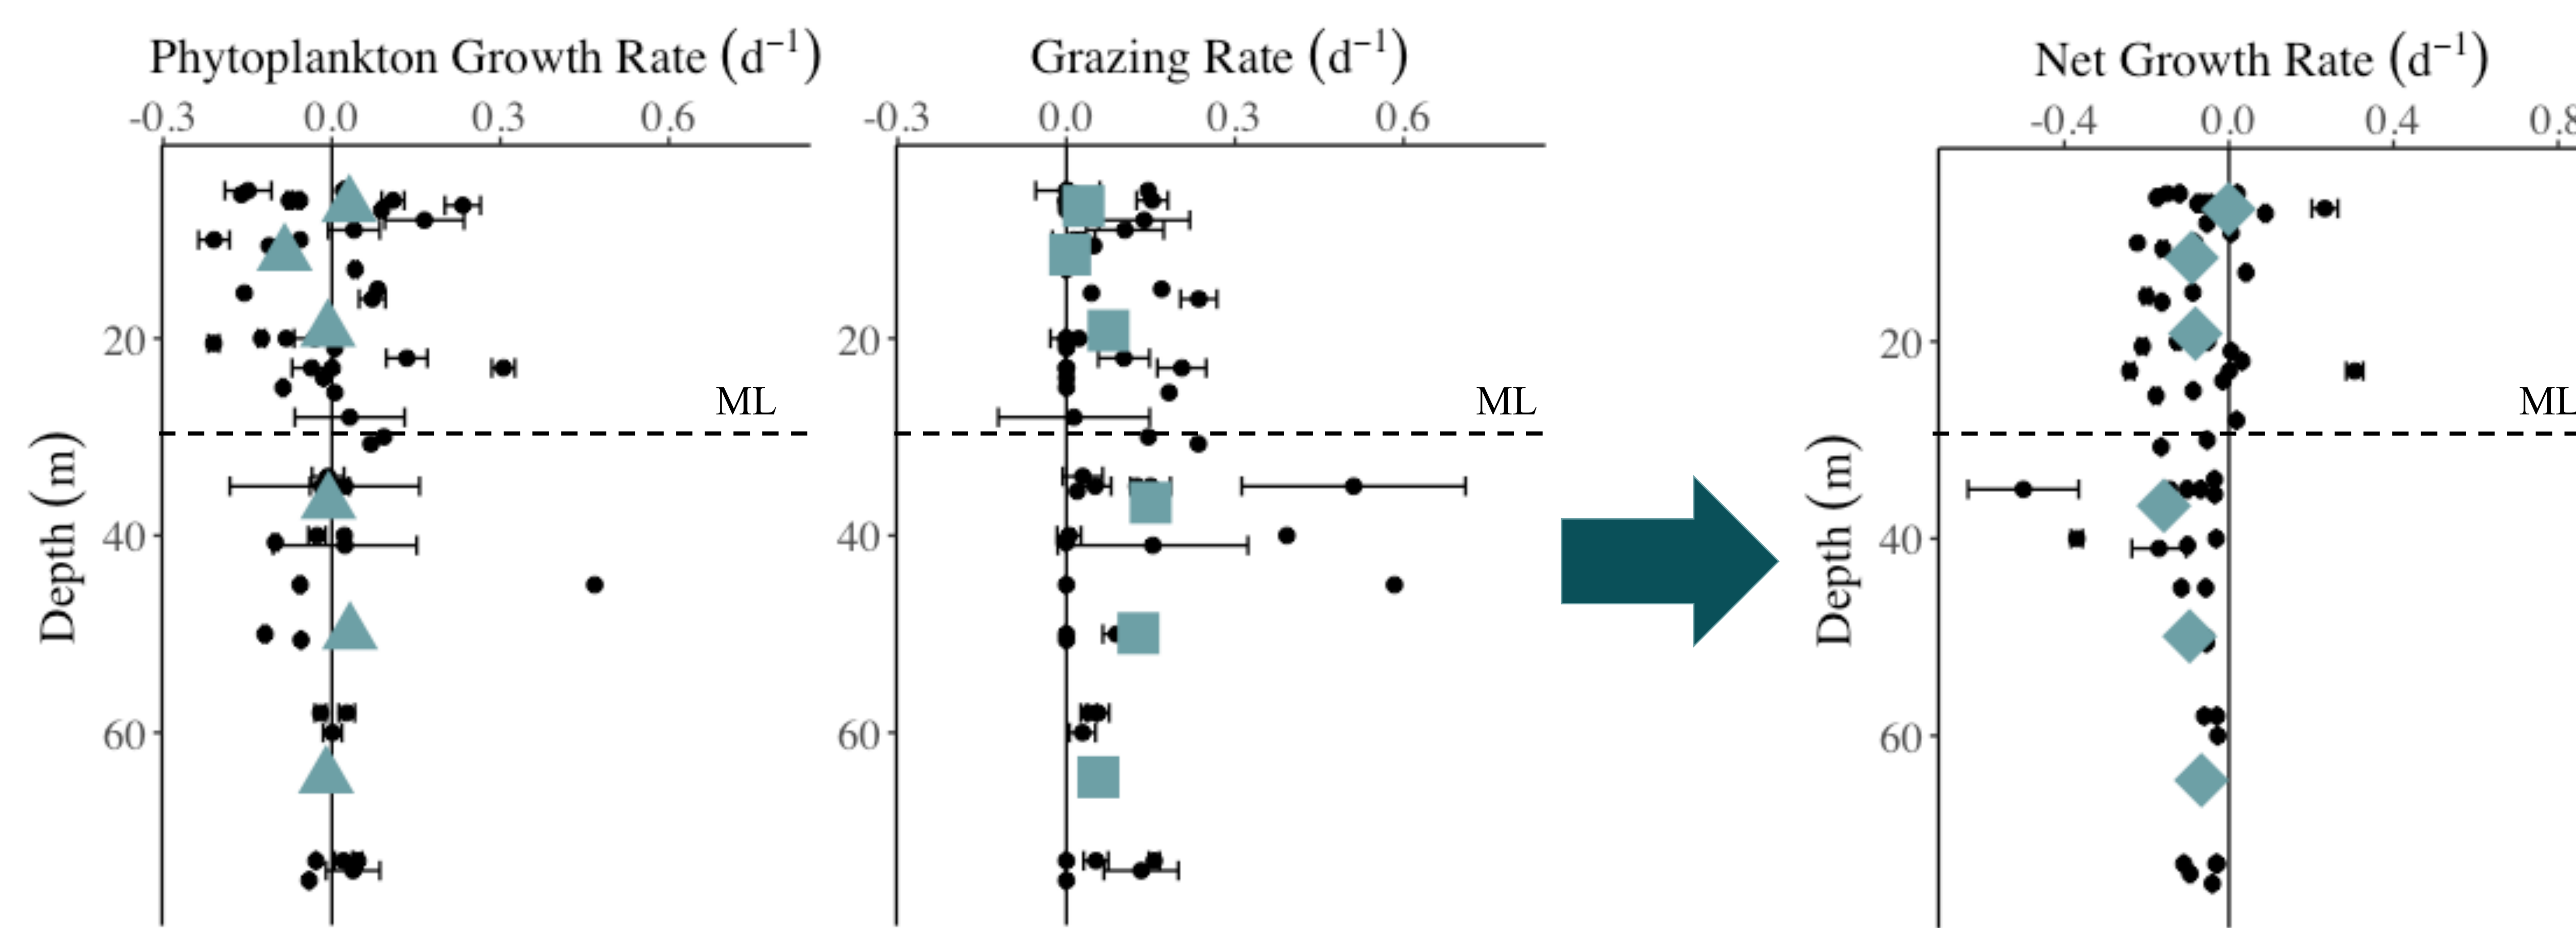 Phytoplankton Growth Rate (d⁻¹)
-0.3 0.0 0.3 0.6
20
40
60
Depth (m)
ML
Grazing Rate (d⁻¹)
-0.3 0.0 0.3 0.6
20
40
60
ML
Net Growth Rate (d⁻¹)
-0.4 0.0 0.4 0.8
20
40
60
Depth (m)
ML